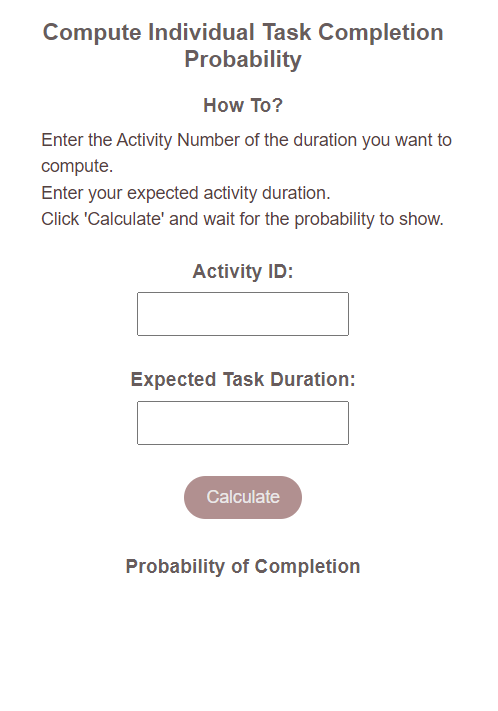 Compute Individual Task Completion
Probability
How To?
Enter the Activity Number of the duration you want to
compute.
Enter your expected activity duration.
Click 'Calculate' and wait for the probability to show.
Activity ID:
Expected Task Duration:
Calculate
Probability of Completion